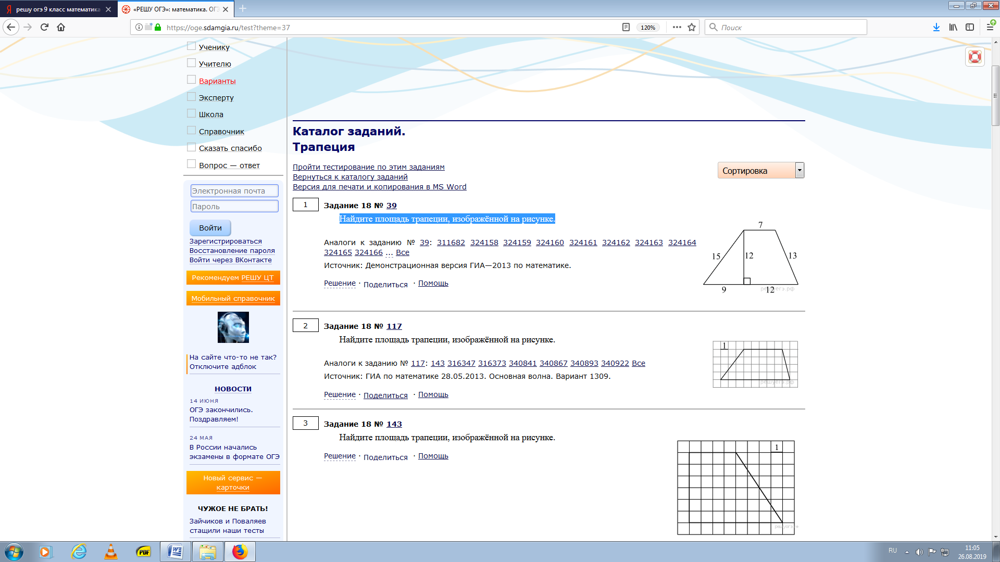 решу огэ 9 класс математика
«РЕШУ ОГЭ»: математика. ОГЭ
https://oge.sdamgia.ru/test?theme=37
120%
Поиск
Ученику
Учителю
Варианты
Эксперту
Школа
Справочник
Сказать спасибо
Вопрос — ответ
Электронная почта
Пароль
Войти
Зарегистрироваться
Восстановление пароля
Войти через ВКонтакте
Рекомендуем РЕШУ ЦТ
Мобильный справочник
На сайте что-то не так?
Отключите адблок
НОВОСТИ
14 ИЮНЯ
ОГЭ закончились.
Поздравляем!
24 МАЯ
В России начались
экзамены в формате ОГЭ
Новый сервис —
карточки
ЧУЖОЕ НЕ БРАТЬ!
Зайчиков и Поваляев
стащили наши тесты
Каталог заданий.
Трапеция
Пройти тестирование по этим заданиям
Вернуться к каталогу заданий
Версия для печати и копирования в MS Word
Сортировка
1
Задание 18 № 39
Найдите площадь трапеции, изображённой на рисунке.
Аналоги к заданию № 39: 311682 324158 324159 324160 324161 324162 324163 324164
324165 324166 ... Все
Источник: Демонстрационная версия ГИА—2013 по математике.
Решение · Поделиться · Помощь
7
15
12
13
9
12
решуегэ.рф
2
Задание 18 № 117
Найдите площадь трапеции, изображённой на рисунке.
Аналоги к заданию № 117: 143 316347 316373 340841 340867 340893 340922 Все
Источник: ГИА по математике 28.05.2013. Основная волна. Вариант 1309.
Решение · Поделиться · Помощь
1
решуегэ.рф
3
Задание 18 № 143
Найдите площадь трапеции, изображённой на рисунке.
Решение · Поделиться · Помощь
1
PDF
RU
11:05
26.08.2019